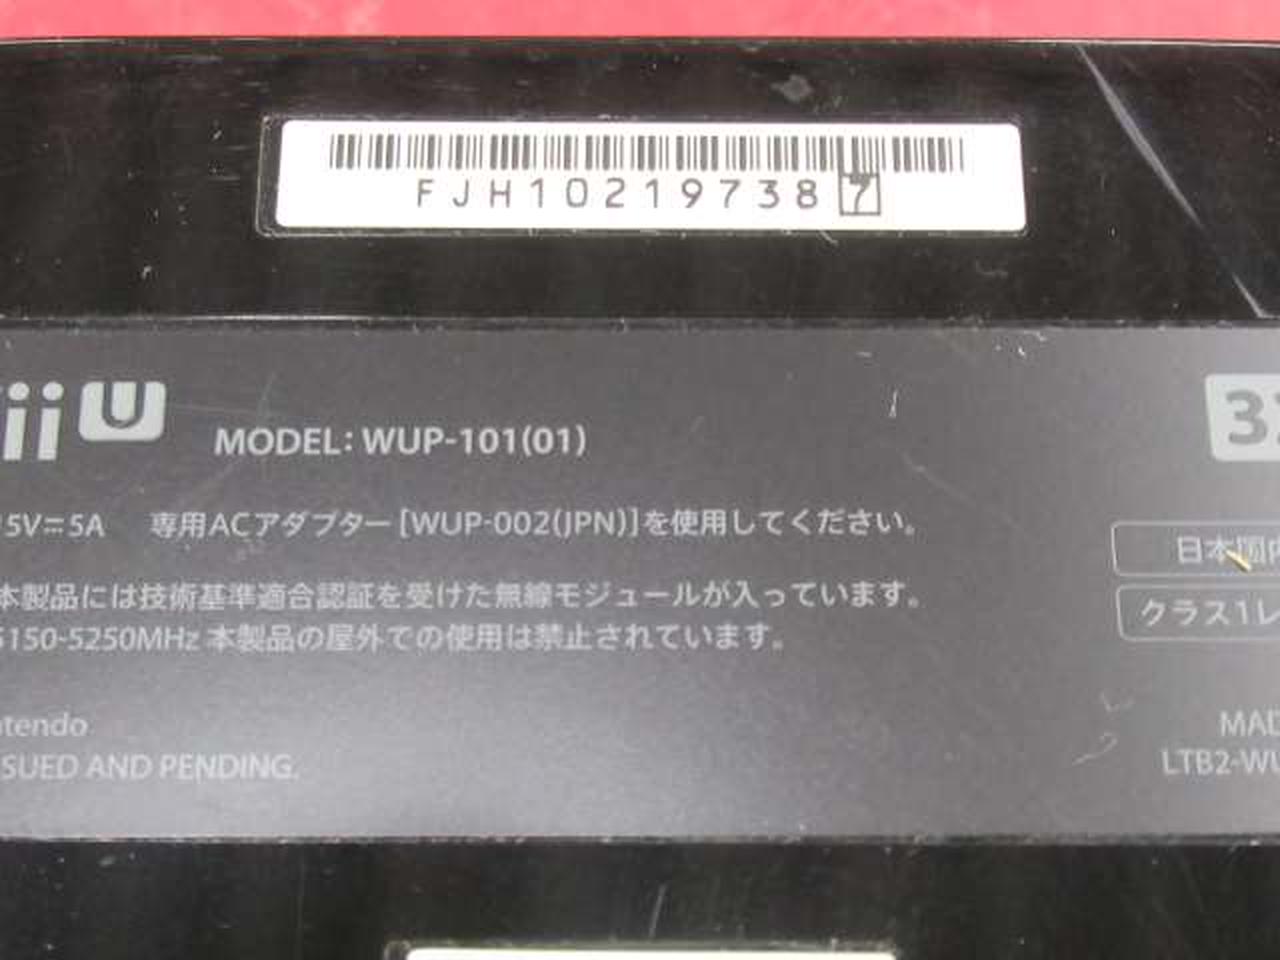 FJH10219738 7
ii U
MODEL: WUP-101(01)
3
5V⎓5A 専用ACアダプター[WUP-002(JPN)]を使用してください。
日本国内
本製品には技術基準適合認証を受けた無線モジュールが入っています。
クラス1レ
5150-5250MHz 本製品の屋外での使用は禁止されています。
ntendo
MAD
SUED AND PENDING.
LTB2-WU